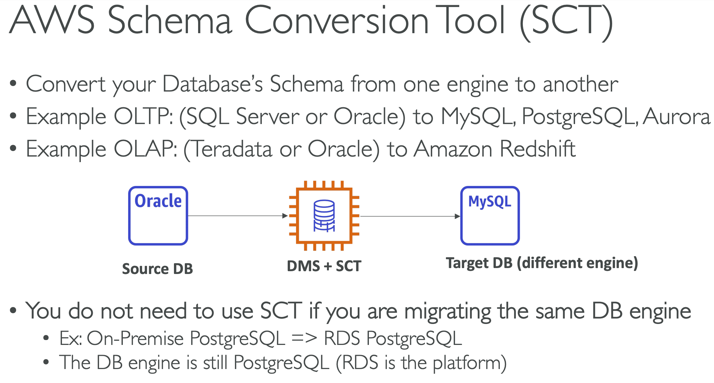 AWS Schema Conversion Tool (SCT)
• Convert your Database's Schema from one engine to another
• Example OLTP: (SQL Server or Oracle) to MySQL, PostgreSQL, Aurora
• Example OLAP: (Teradata or Oracle) to Amazon Redshift
Oracle
MySQL
Source DB
DMS + SCT
Target DB (different engine)
• You do not need to use SCT if you are migrating the same DB engine
• Ex: On-Premise PostgreSQL => RDS PostgreSQL
• The DB engine is still PostgreSQL (RDS is the platform)